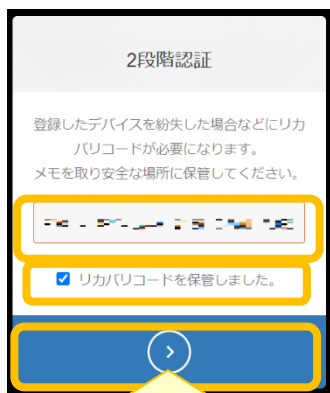 2段階認証
登録したデバイスを紛失した場合などにリカ
バリコードが必要になります。
メモを取り安全な場所に保管してください。
リカバリコードを保管しました。